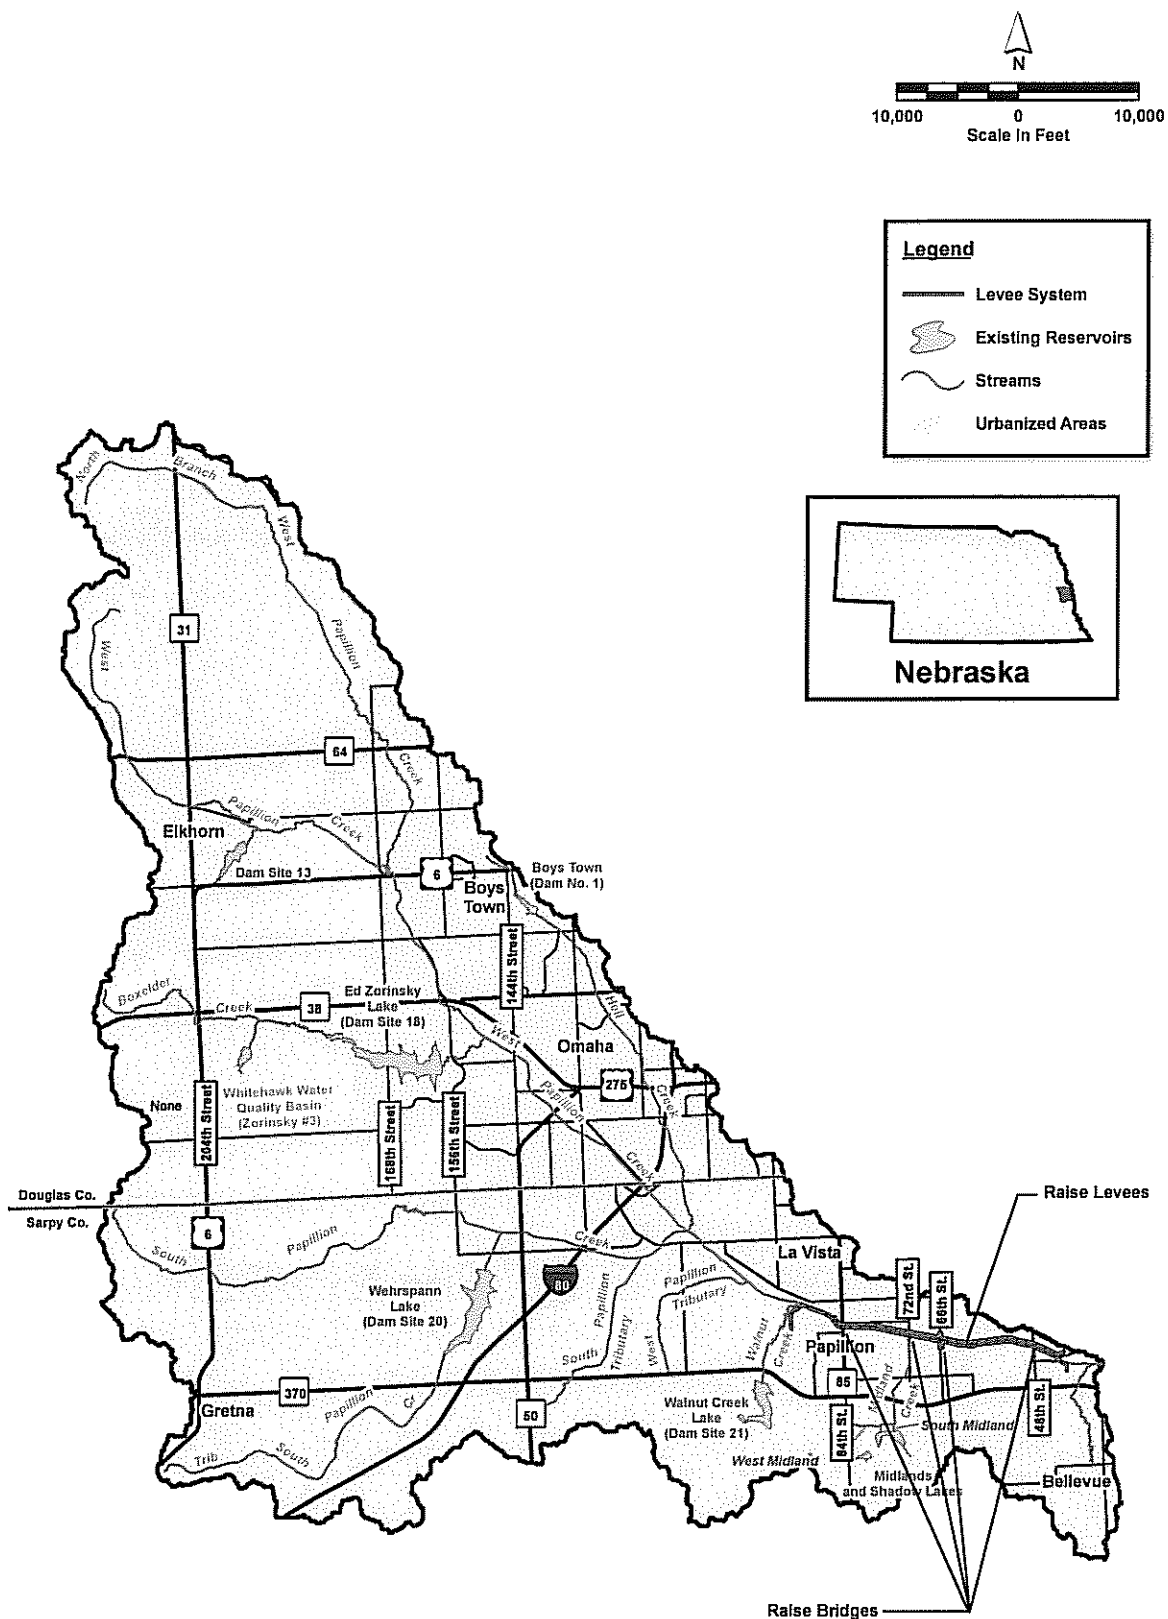 N
10,000 0 10,000
Scale In Feet
Legend
Levee System
Existing Reservoirs
Streams
Urbanized Areas
Nebraska
North
Branch
West
Papillion
Creek
31
West
64
Papillion
Creek
Elkhorn
Dam Site 13
6
Boys
Town
Boys Town
(Dam No. 1)
144th Street
Boxelder
Creek
38
Ed Zorinsky
Lake
(Dam Site 18)
West
Papillion
Creek
Hell
Creek
Omaha
275
None
204th Street
Whitehawk Water
Quality Basin
(Zorinsky #3)
168th Street
156th Street
Douglas Co.
Sarpy Co.
6
South
Papillion
Creek
80
Wehrspann
Lake
(Dam Site 20)
South
Papillion
Tributary
West
Papillion
Tributary
La Vista
72nd St.
66th St.
Raise Levees
Walnut
Creek
Papillion
85
370
Gretna
Trib
South
Papillion
Cr
50
Walnut Creek
Lake
(Dam Site 21)
84th St.
Midland
Creek
South Midland
48th St.
West Midland
Midlands
and Shadow Lakes
Bellevue
Raise Bridges